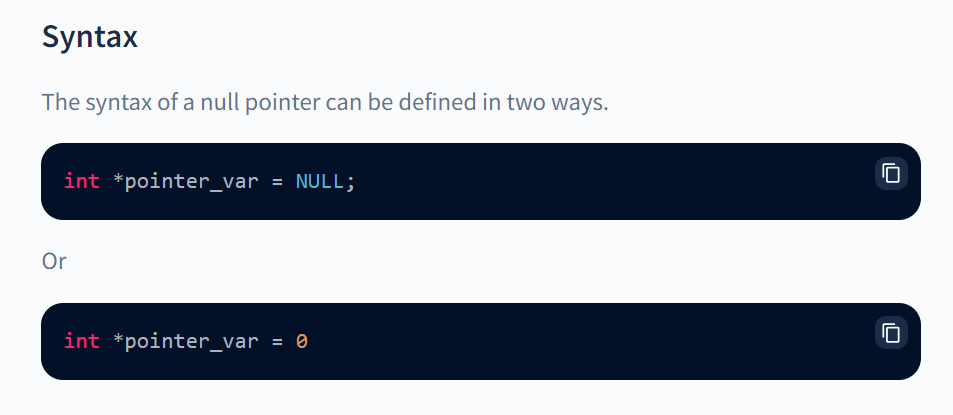 Syntax
The syntax of a null pointer can be defined in two ways.
int *pointer_var = NULL;
Or
int *pointer_var = 0